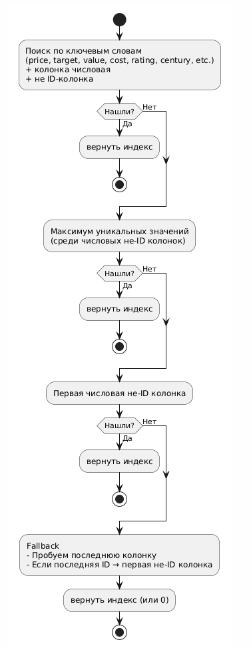 Поиск по ключевым словам
(price, target, value, cost, rating, century, etc.)
+ колонка числовая
+ не ID-колонка
Нашли?
Нет
Да
вернуть индекс
Максимум уникальных значений
(среди числовых не-ID колонок)
Нашли?
Нет
Да
вернуть индекс
Первая числовая не-ID колонка
Нашли?
Нет
Да
вернуть индекс
Fallback
- Пробуем последнюю колонку
- Если последняя ID → первая не-ID колонка
вернуть индекс (или 0)